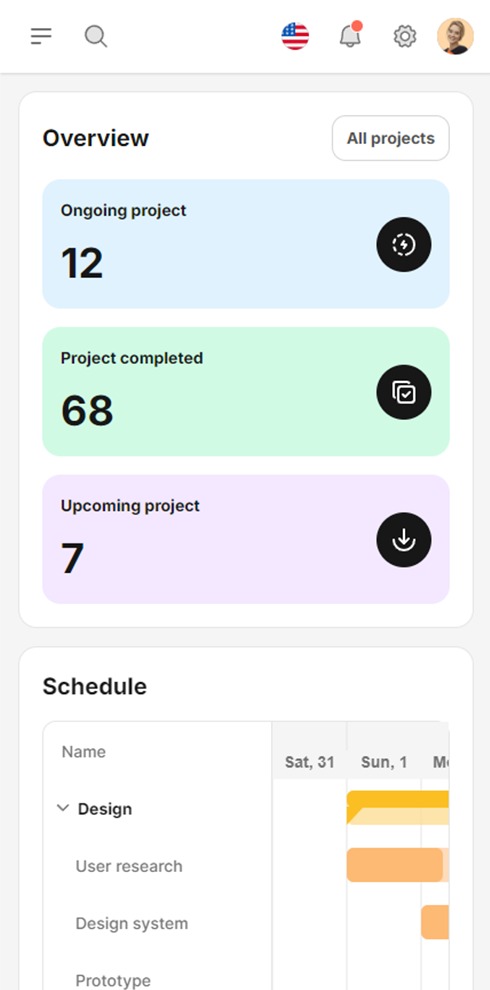 Overview
All projects
Ongoing project
12
Project completed
68
Upcoming project
7
Schedule
Name
Sat, 31
Sun, 1
Design
User research
Design system
Prototype